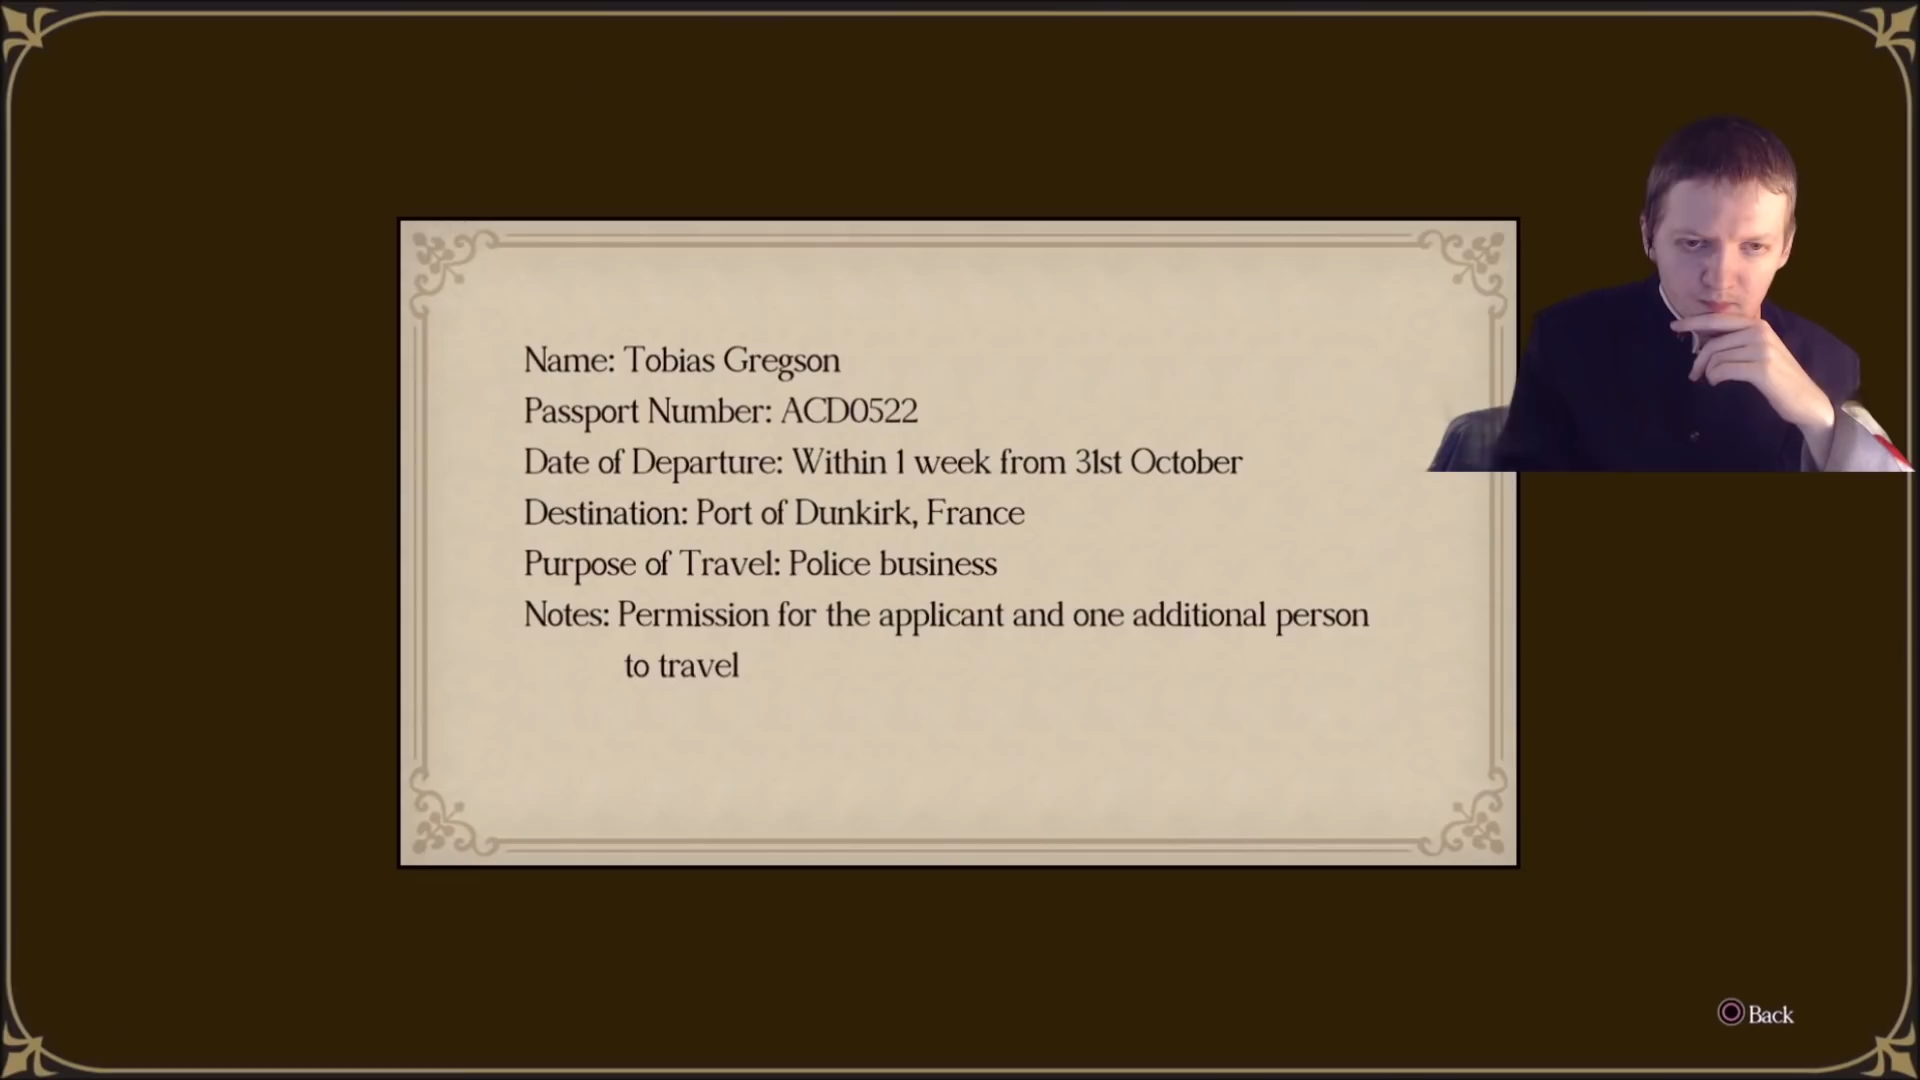 Name: Tobias Gregson
Passport Number: ACD0522
Date of Departure: Within 1 week from 31st October
Destination: Port of Dunkirk, France
Purpose of Travel: Police business
Notes: Permission for the applicant and one additional person
to travel
Back